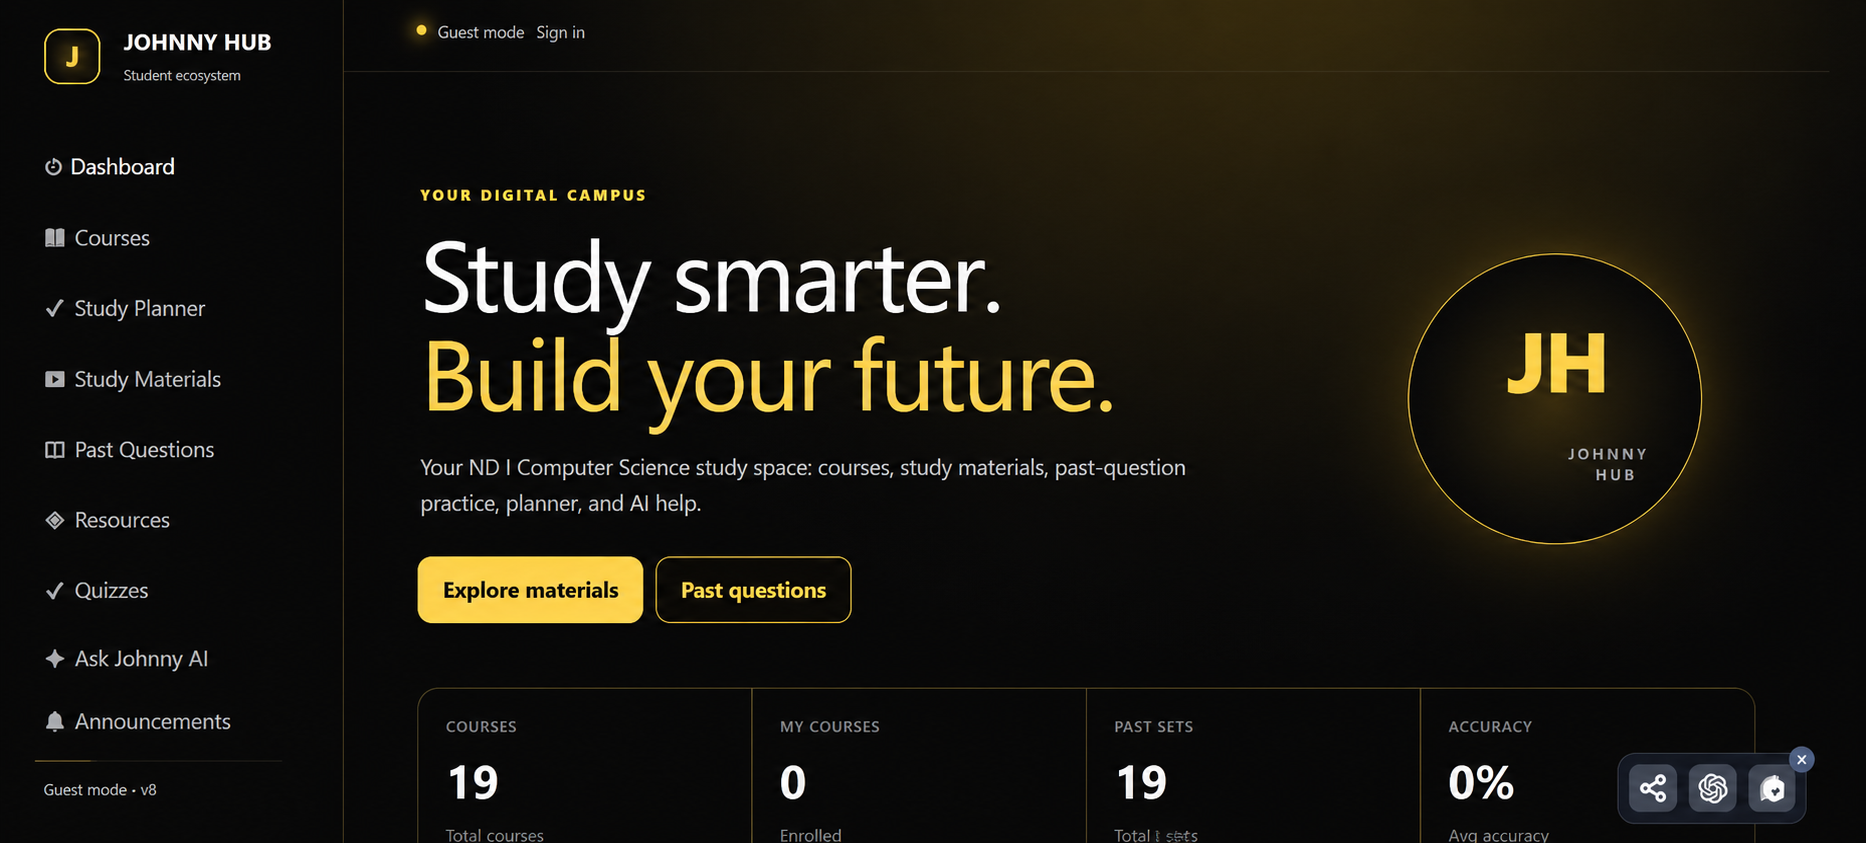 J
JOHNNY HUB
Student ecosystem
Dashboard
Courses
Study Planner
Study Materials
Past Questions
Resources
Quizzes
Ask Johnny AI
Announcements
Guest mode • v8
Guest mode Sign in
YOUR DIGITAL CAMPUS
Study smarter.
Build your future.
Your ND I Computer Science study space: courses, study materials, past-question
practice, planner, and AI help.
Explore materials
Past questions
JH
JOHNNY
HUB
COURSES
19
Total courses
MY COURSES
0
Enrolled
PAST SETS
19
Total sets
ACCURACY
0%
Avg accuracy